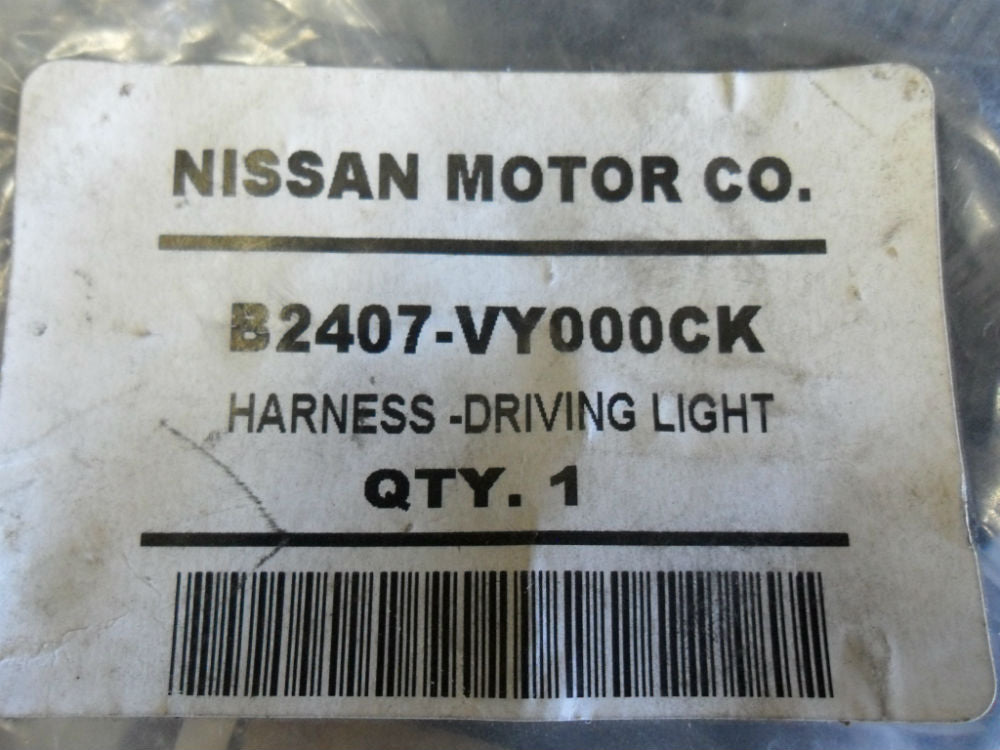 NISSAN MOTOR CO.
B2407-VY000CK
HARNESS -DRIVING LIGHT
QTY. 1